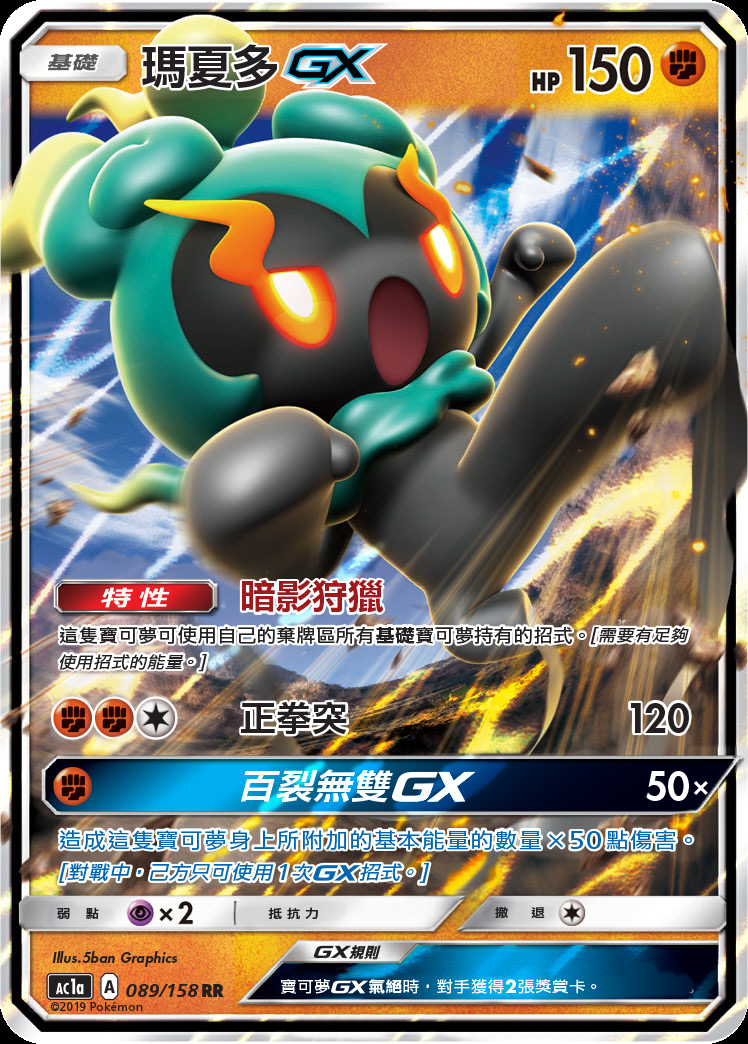 基礎 瑪夏多GX HP 150
特性 暗影狩獵
這隻寶可夢可使用自己的棄牌區所有基礎寶可夢持有的招式。[需要有足夠
使用招式的能量。]
正拳突 120
百裂無雙GX 50×
造成這隻寶可夢身上所附加的基本能量的數量×50點傷害。
[對戰中，己方只可使用1次GX招式。]
弱點 ×2 抵抗力 撤退
Illus.5ban Graphics
GX規則
AC1a A 089/158 RR
寶可夢GX氣絕時，對手獲得2張獎賞卡。
©2019 Pokémon